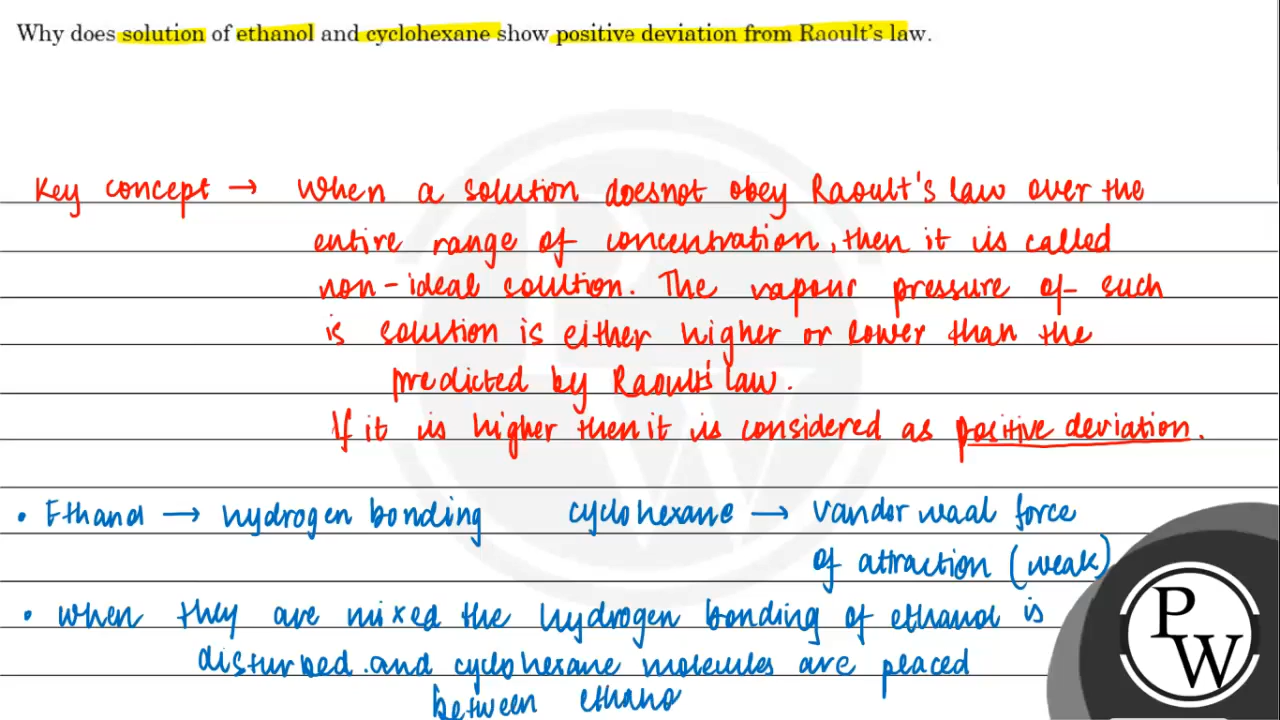 Why does solution of ethanol and cyclohexane show positive deviation from Raoult's law.
Key concept → When a solution doesnot obey Raoult's law over the
entire range of concentration, then it is called
non-ideal solution. The vapour pressure of such
is solution is either higher or lower than the
predicted by Raoult's law.
If it is higher then it is considered as positive deviation.
• Ethanol → hydrogen bonding cyclohexane → Vander waal force
of attraction (weak)
• When they are mixed the hydrogen bonding of ethanol is
disturbed. and cyclohexane molecules are placed
between ethano
P
W